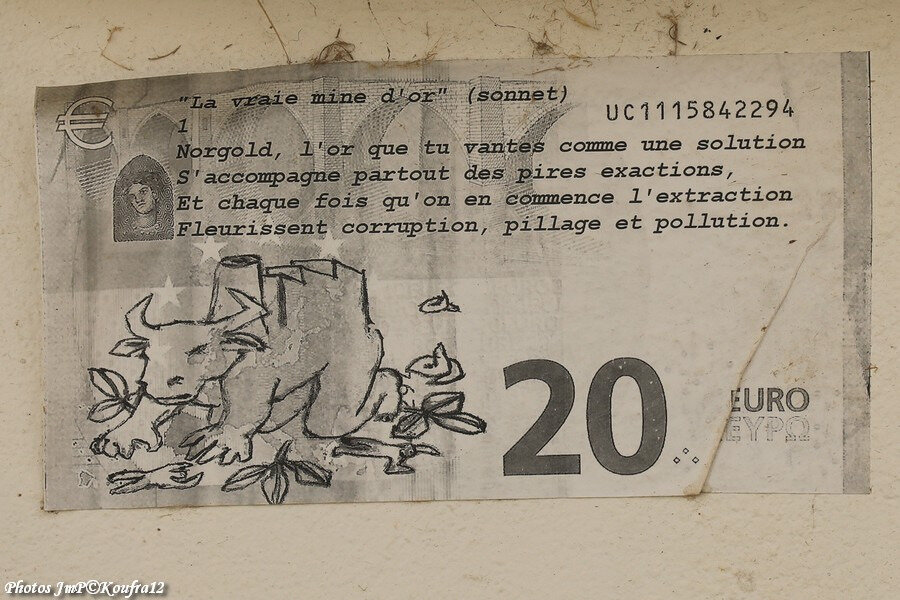 "La vraie mine d'or" (sonnet)
UC1115842294
1
Norgold, l'or que tu vantes comme une solution
S'accompagne partout des pires exactions,
Et chaque fois qu'on en commence l'extraction
Fleurissent corruption, pillage et pollution.
€
20
EURO
ΕΥΡΩ
Photos JmP©Koufra12